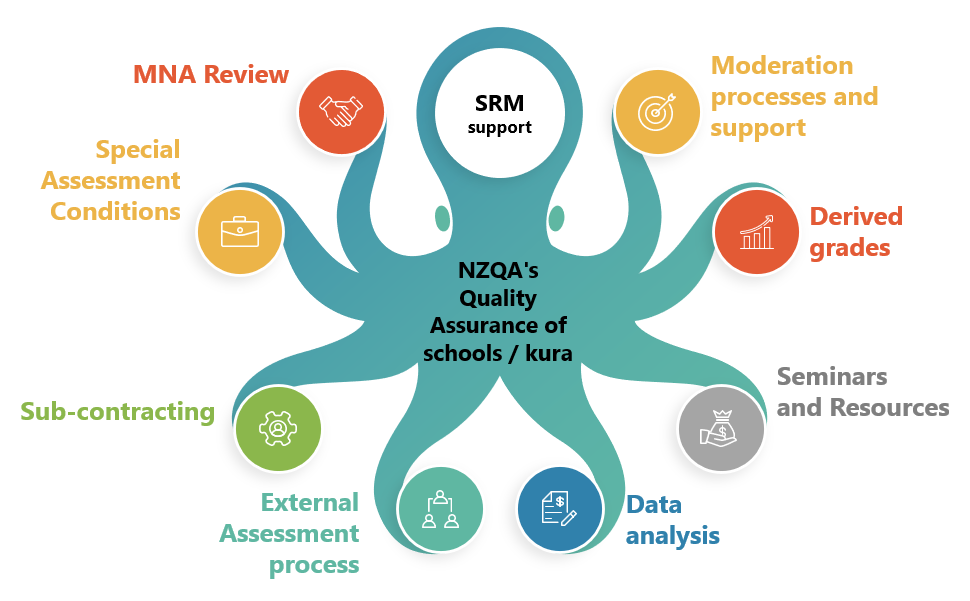 SRM
support
MNA Review
Moderation
processes and
support
Special
Assessment
Conditions
Derived
grades
NZQA's
Quality
Assurance of
schools / kura
Sub-contracting
Seminars
and Resources
External
Assessment
process
Data
analysis